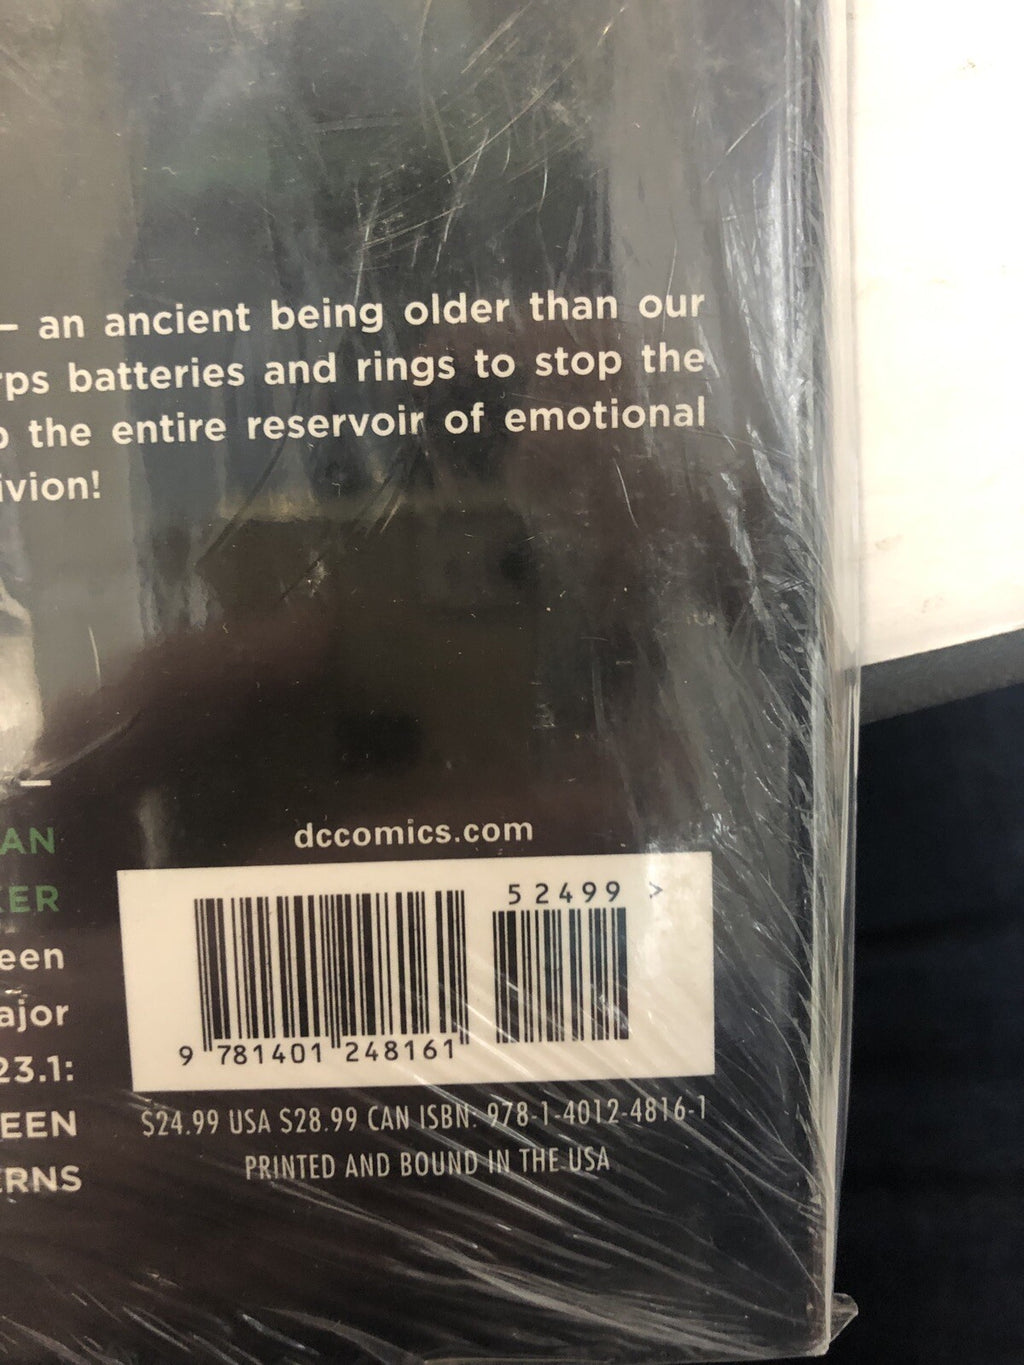 – an ancient being older than our
rps batteries and rings to stop the
the entire reservoir of emotional
ivion!
—
AN
KER
een
ajor
23.1:
EEN
ERNS
dccomics.com
52499 >
9 781401 248161
$24.99 USA $28.99 CAN ISBN: 978-1-4012-4816-1
PRINTED AND BOUND IN THE USA